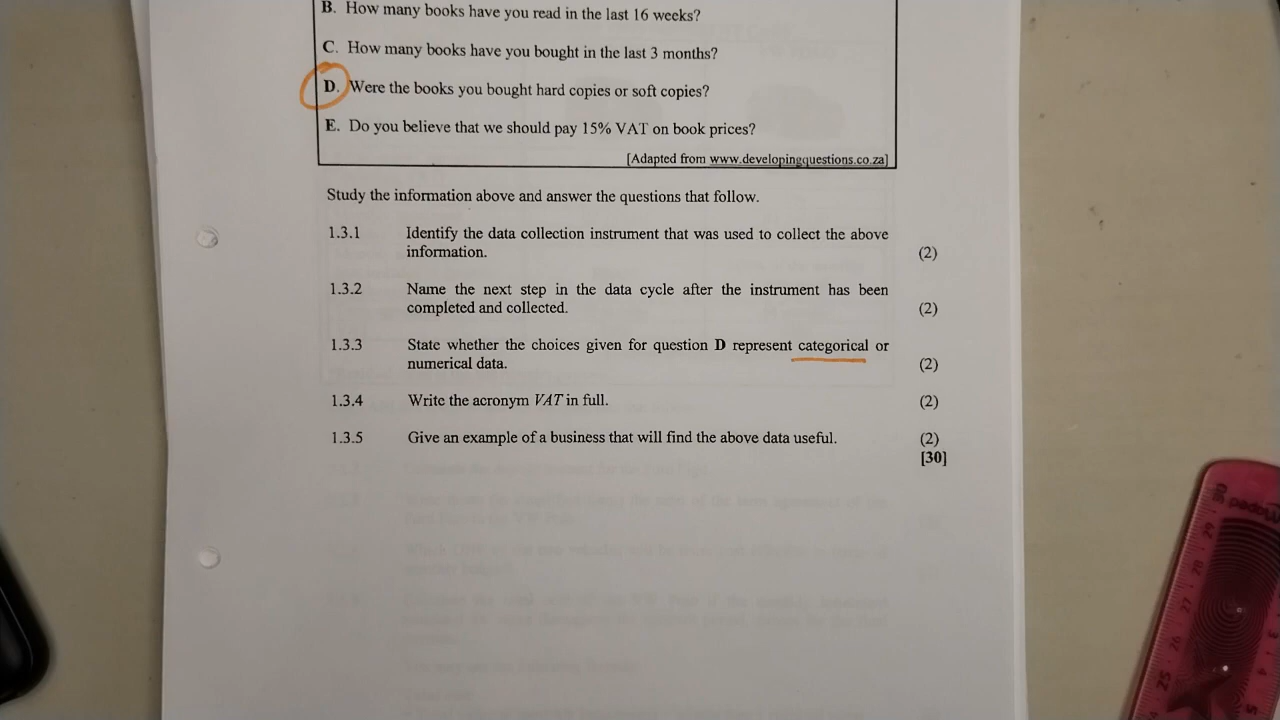 B. How many books have you read in the last 16 weeks?
C. How many books have you bought in the last 3 months?
D. Were the books you bought hard copies or soft copies?
E. Do you believe that we should pay 15% VAT on book prices?
[Adapted from www.developingquestions.co.za]
Study the information above and answer the questions that follow.
1.3.1 Identify the data collection instrument that was used to collect the above
information. (2)
1.3.2 Name the next step in the data cycle after the instrument has been
completed and collected. (2)
1.3.3 State whether the choices given for question D represent categorical or
numerical data. (2)
1.3.4 Write the acronym VAT in full. (2)
1.3.5 Give an example of a business that will find the above data useful. (2)
[30]
30
29
28
27
26
25